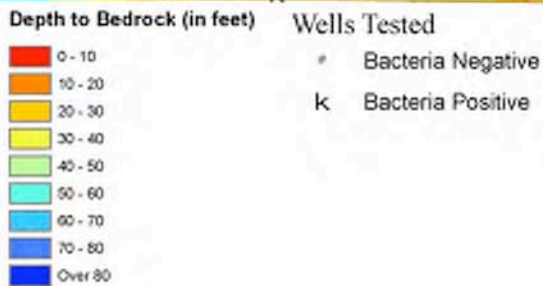 Depth to Bedrock (in feet)
0 - 10
10 - 20
20 - 30
30 - 40
40 - 50
50 - 60
60 - 70
70 - 80
Over 80
Wells Tested
Bacteria Negative
k Bacteria Positive